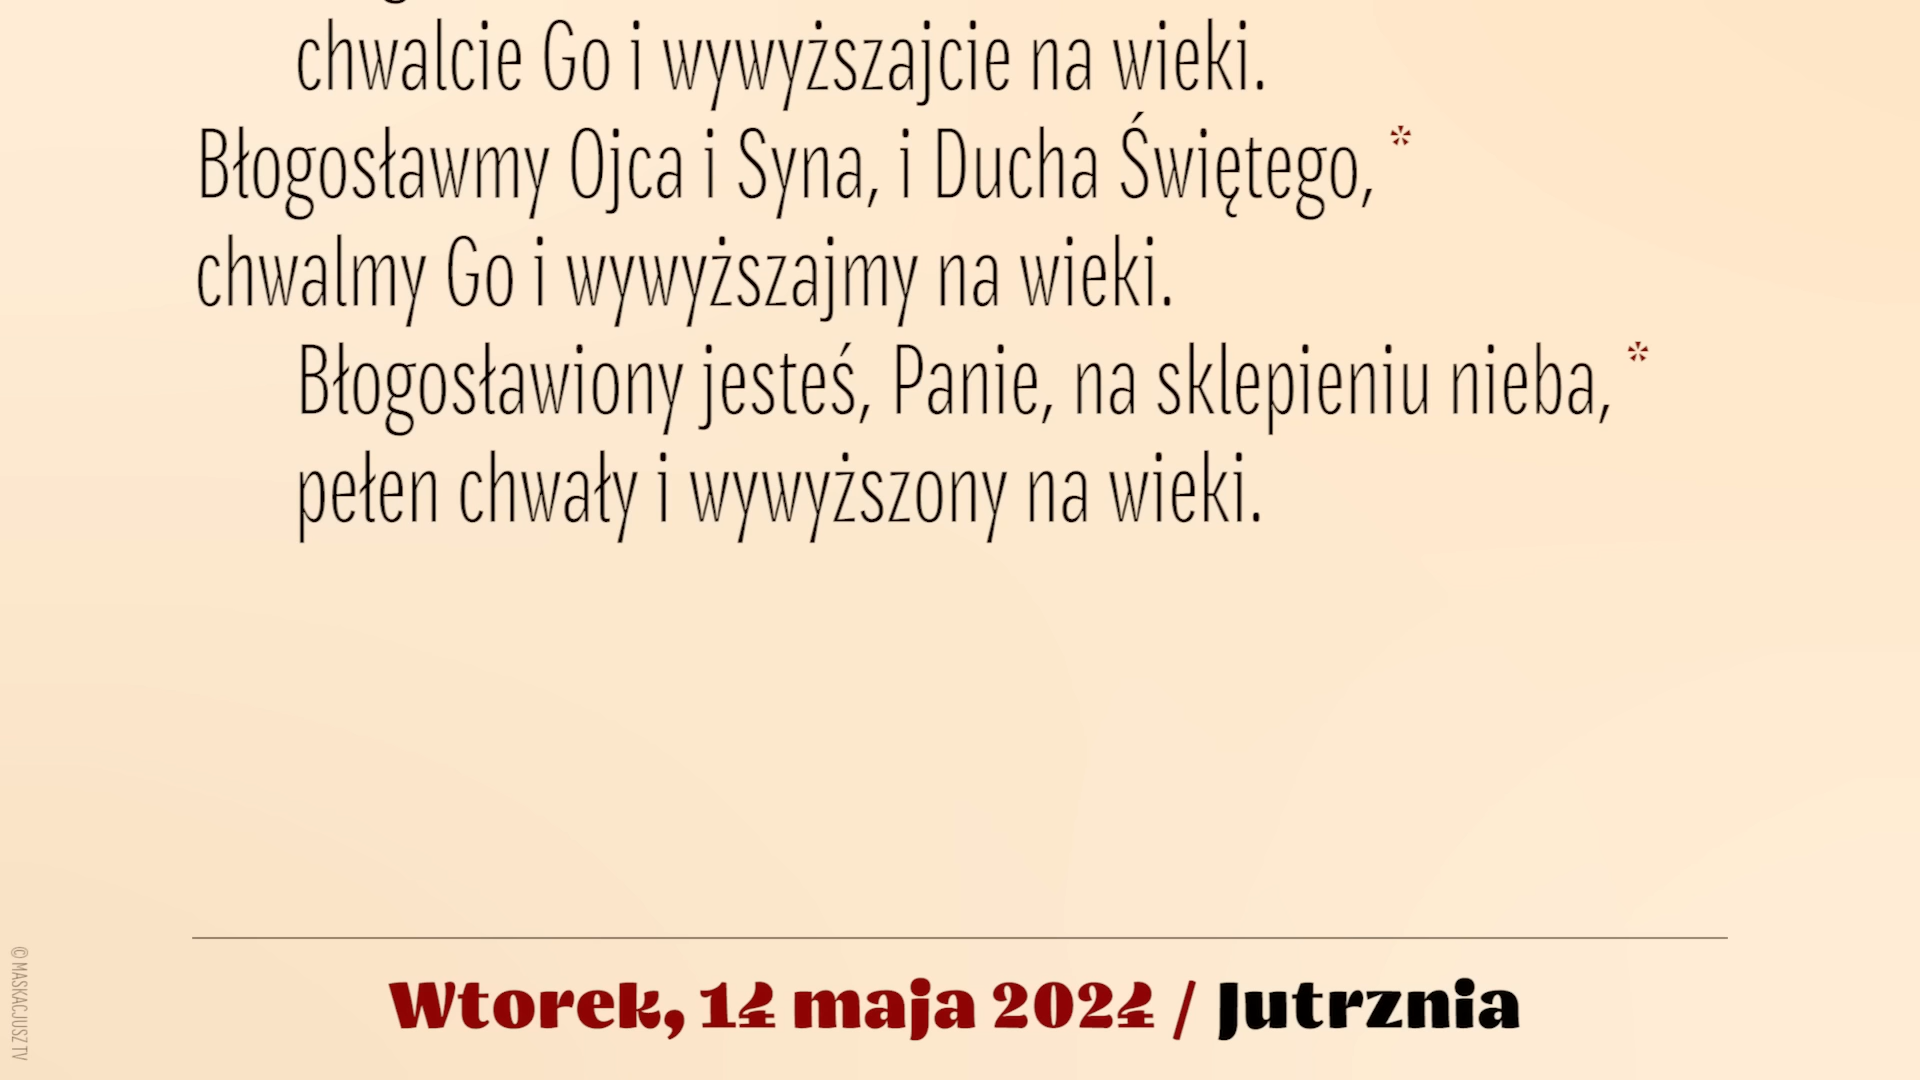 chwalcie Go i wywyższajcie na wieki.
Błogosławmy Ojca i Syna, i Ducha Świętego, *
chwalmy Go i wywyższajmy na wieki.
Błogosławiony jesteś, Panie, na sklepieniu nieba, *
pełen chwały i wywyższony na wieki.
Wtorek, 14 maja 2024 / Jutrznia
© MASKACJUSZ TV